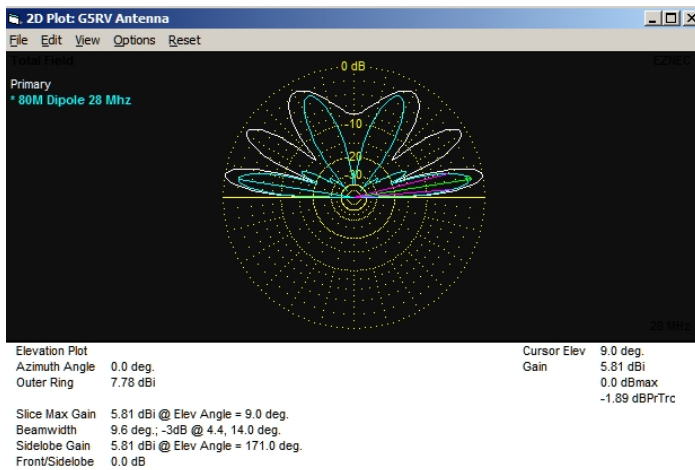 2D Plot: G5RV Antenna
File Edit View Options Reset
Total Field EZNEC
0 dB
Primary
* 80M Dipole 28 Mhz
-10
-20
-30
28 MHz
Elevation Plot Cursor Elev 9.0 deg.
Azimuth Angle 0.0 deg. Gain 5.81 dBi
Outer Ring 7.78 dBi 0.0 dBmax
-1.89 dBPrTrc
Slice Max Gain 5.81 dBi @ Elev Angle = 9.0 deg.
Beamwidth 9.6 deg.; -3dB @ 4.4, 14.0 deg.
Sidelobe Gain 5.81 dBi @ Elev Angle = 171.0 deg.
Front/Sidelobe 0.0 dB